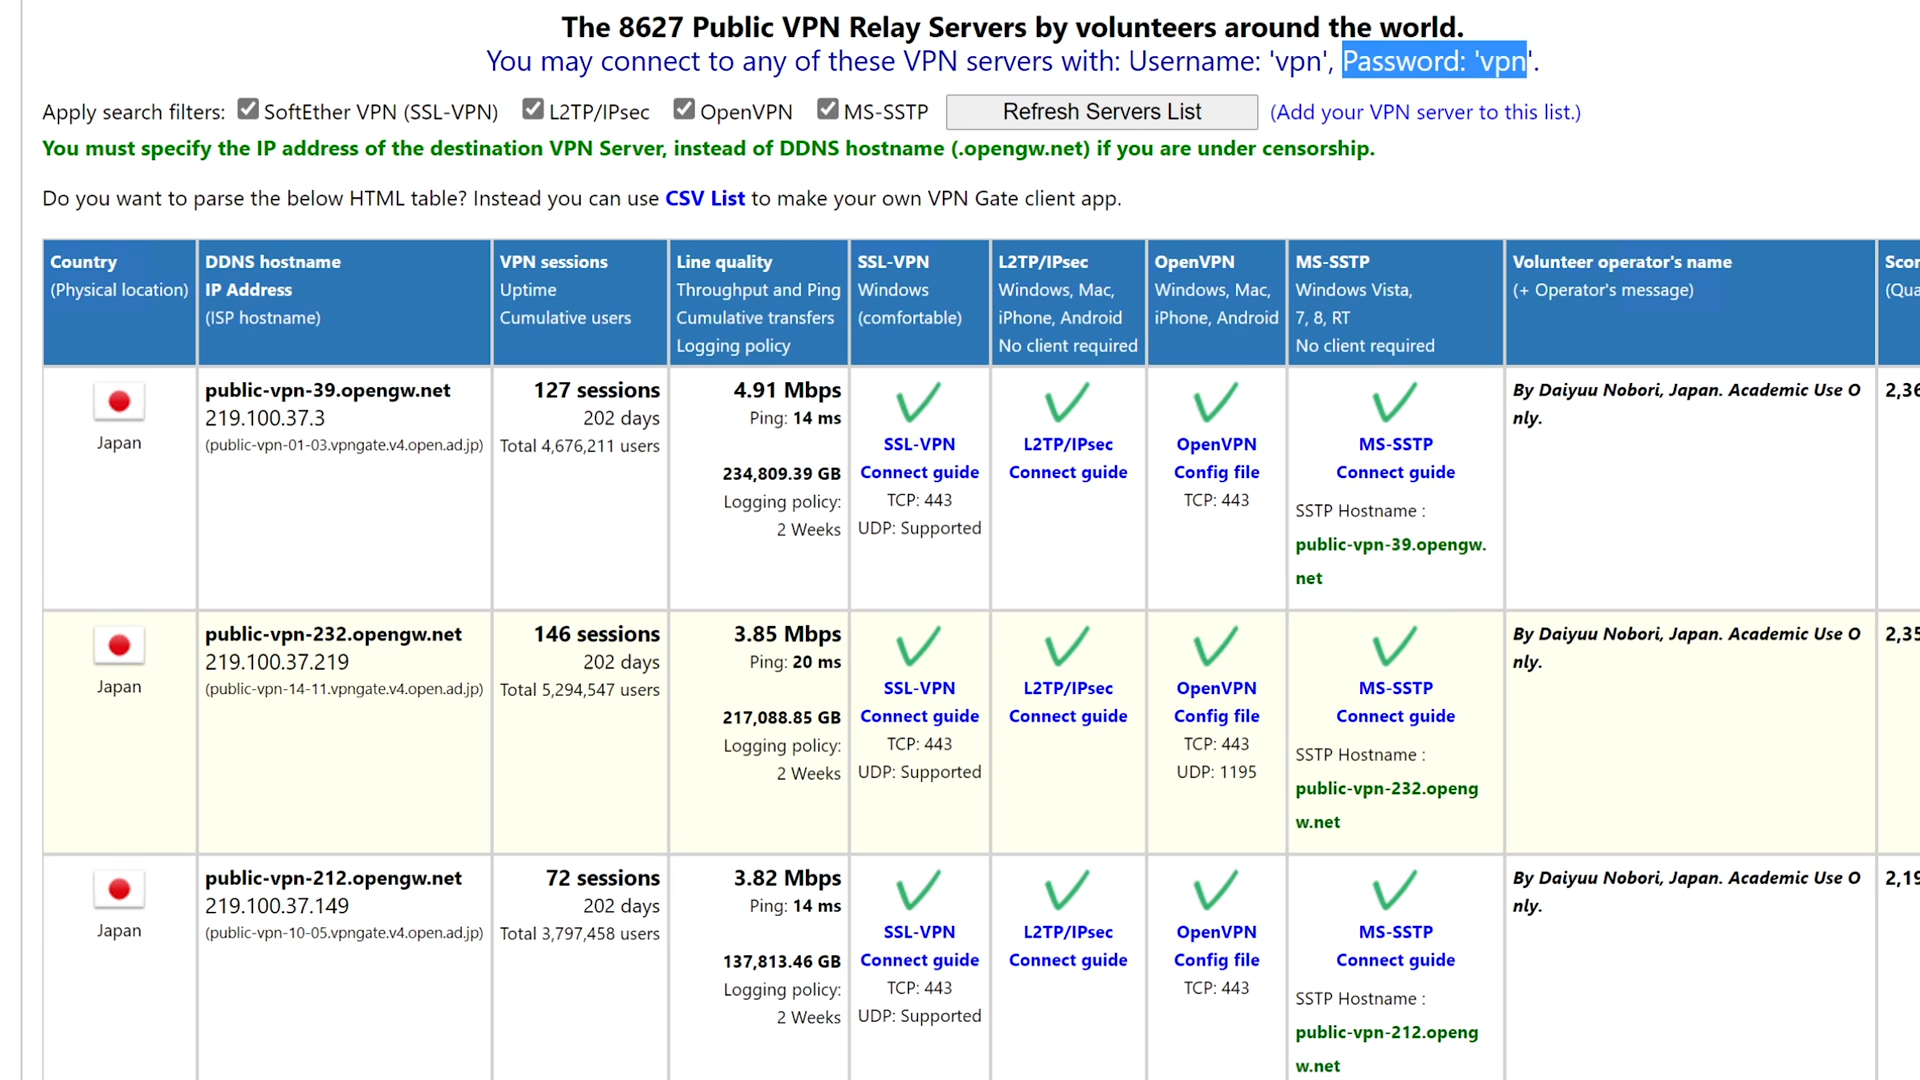 The 8627 Public VPN Relay Servers by volunteers around the world.
You may connect to any of these VPN servers with: Username: 'vpn', Password: 'vpn'.
Apply search filters: SoftEther VPN (SSL-VPN) L2TP/IPsec OpenVPN MS-SSTP Refresh Servers List (Add your VPN server to this list.)
You must specify the IP address of the destination VPN Server, instead of DDNS hostname (.opengw.net) if you are under censorship.
Do you want to parse the below HTML table? Instead you can use CSV List to make your own VPN Gate client app.
Country
(Physical location)
DDNS hostname
IP Address
(ISP hostname)
VPN sessions
Uptime
Cumulative users
Line quality
Throughput and Ping
Cumulative transfers
Logging policy
SSL-VPN
Windows
(comfortable)
L2TP/IPsec
Windows, Mac,
iPhone, Android
No client required
OpenVPN
Windows, Mac,
iPhone, Android
MS-SSTP
Windows Vista,
7, 8, RT
No client required
Volunteer operator's name
(+ Operator's message)
Japan
public-vpn-39.opengw.net
219.100.37.3
(public-vpn-01-03.vpngate.v4.open.ad.jp)
127 sessions
202 days
Total 4,676,211 users
4.91 Mbps
Ping: 14 ms
234,809.39 GB
Logging policy:
2 Weeks
SSL-VPN
Connect guide
TCP: 443
UDP: Supported
L2TP/IPsec
Connect guide
OpenVPN
Config file
TCP: 443
MS-SSTP
Connect guide
SSTP Hostname :
public-vpn-39.opengw.
net
By Daiyuu Nobori, Japan. Academic Use O
nly.
Japan
public-vpn-232.opengw.net
219.100.37.219
(public-vpn-14-11.vpngate.v4.open.ad.jp)
146 sessions
202 days
Total 5,294,547 users
3.85 Mbps
Ping: 20 ms
217,088.85 GB
Logging policy:
2 Weeks
SSL-VPN
Connect guide
TCP: 443
UDP: Supported
L2TP/IPsec
Connect guide
OpenVPN
Config file
TCP: 443
UDP: 1195
MS-SSTP
Connect guide
SSTP Hostname :
public-vpn-232.openg
w.net
By Daiyuu Nobori, Japan. Academic Use O
nly.
Japan
public-vpn-212.opengw.net
219.100.37.149
(public-vpn-10-05.vpngate.v4.open.ad.jp)
72 sessions
202 days
Total 3,797,458 users
3.82 Mbps
Ping: 14 ms
137,813.46 GB
Logging policy:
2 Weeks
SSL-VPN
Connect guide
TCP: 443
UDP: Supported
L2TP/IPsec
Connect guide
OpenVPN
Config file
TCP: 443
MS-SSTP
Connect guide
SSTP Hostname :
public-vpn-212.openg
w.net
By Daiyuu Nobori, Japan. Academic Use O
nly.